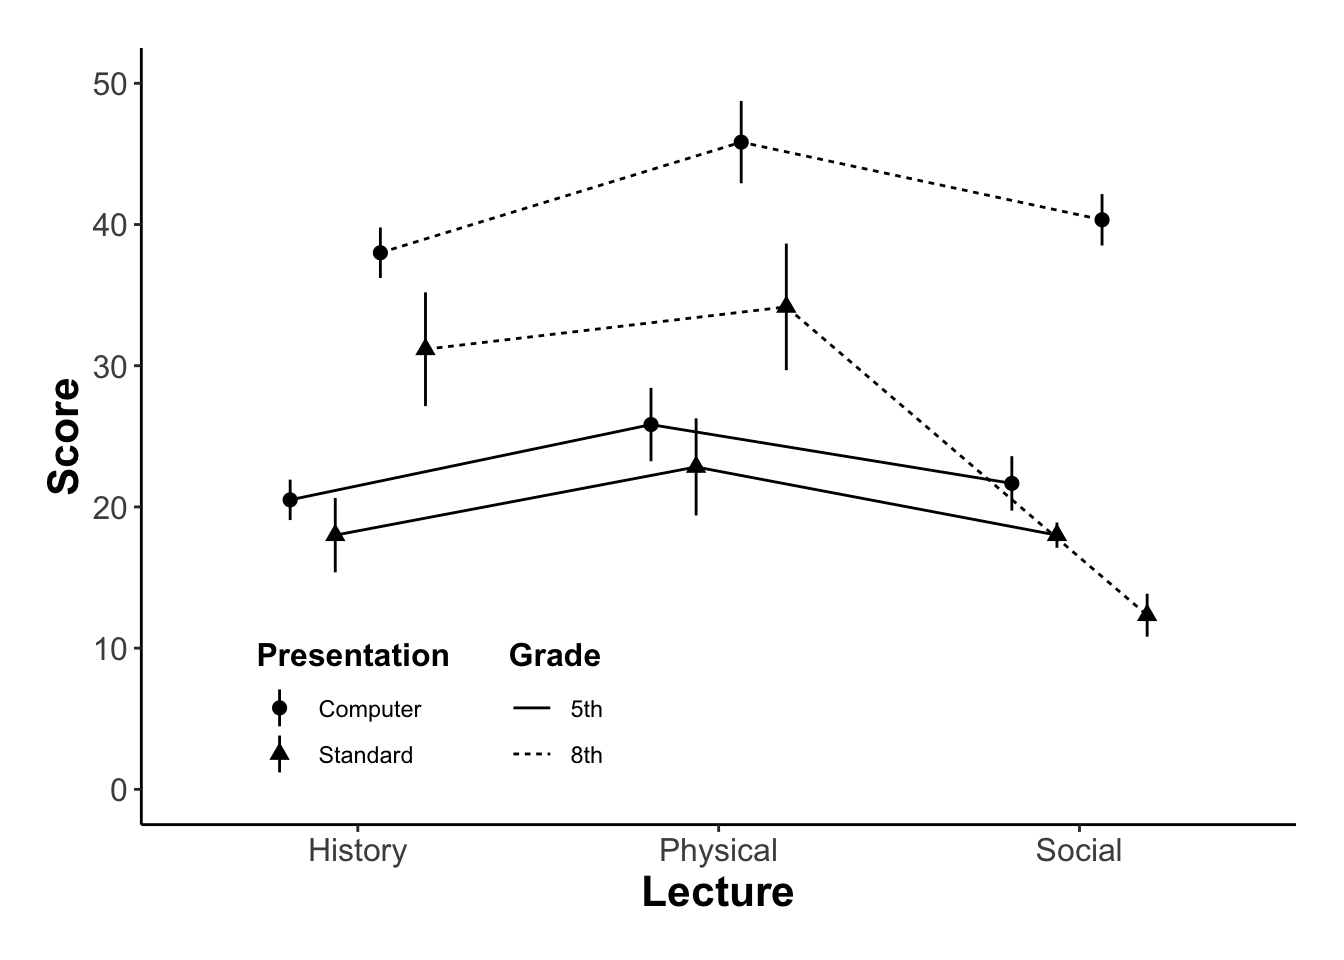 50
40
30
20
10
0
Score
Presentation Grade
Computer 5th
Standard 8th
History Physical Social
Lecture